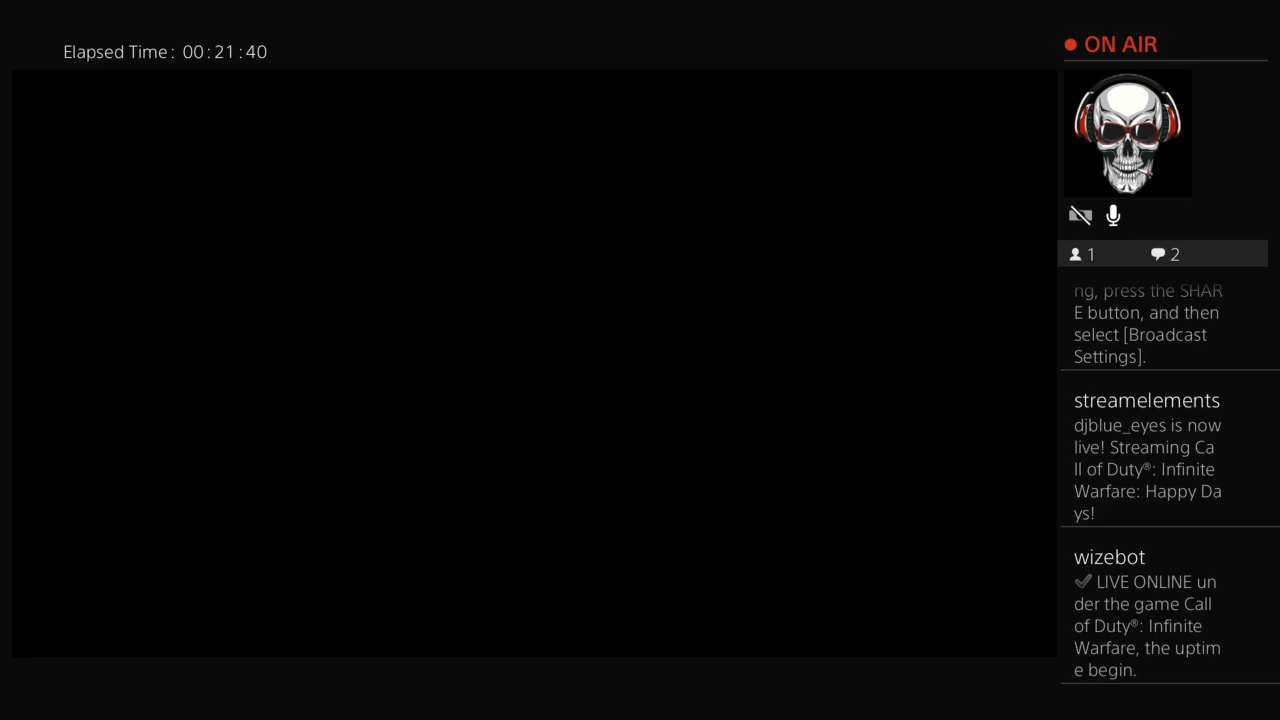 Elapsed Time: 00:21:40
ON AIR
1 2
ng, press the SHAR
E button, and then
select [Broadcast
Settings].
streamelements
djblue_eyes is now
live! Streaming Ca
ll of Duty®: Infinite
Warfare: Happy Da
ys!
wizebot
✔ LIVE ONLINE un
der the game Call
of Duty®: Infinite
Warfare, the uptim
e begin.